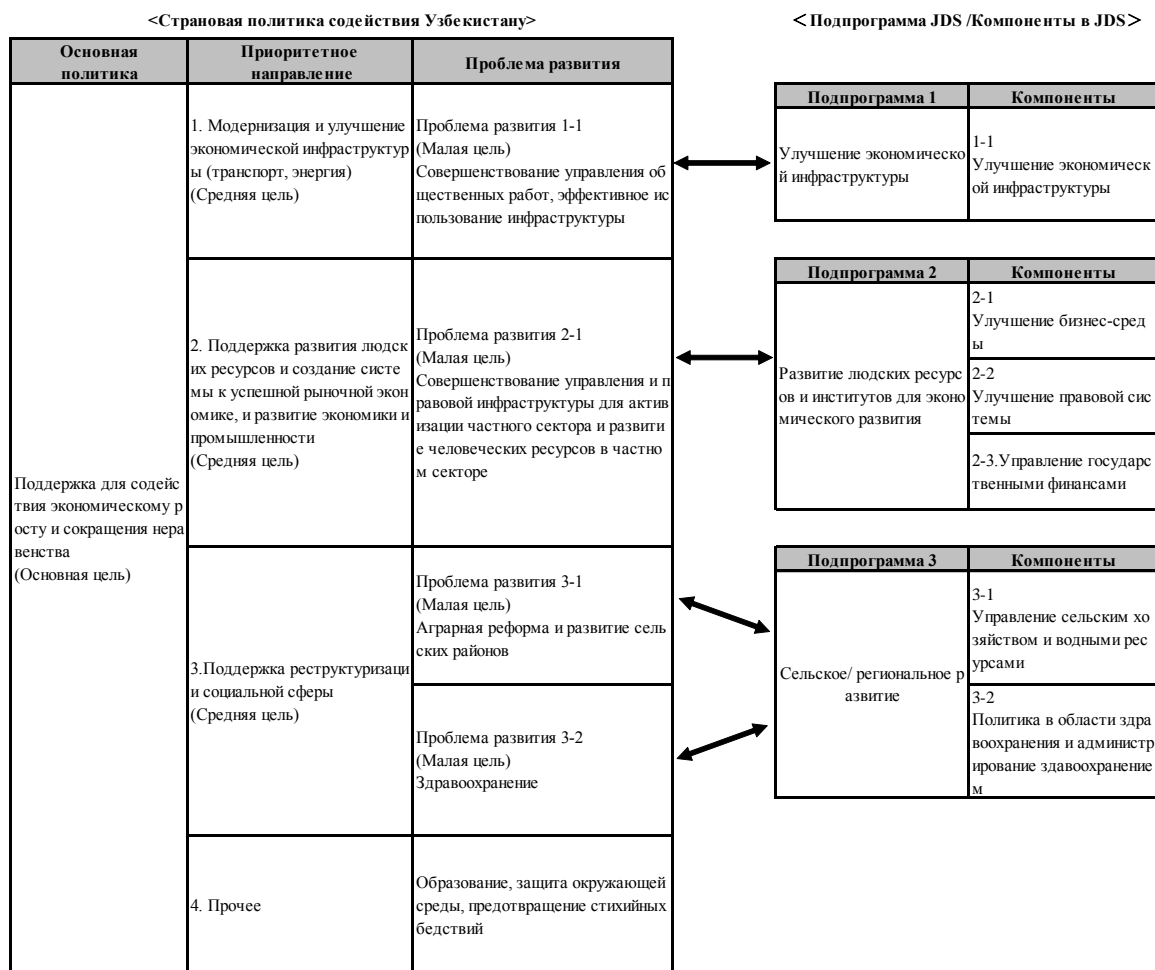 <Страновая политика содействия Узбекистану>
Основная
политика
Приоритетное
направление
Проблема развития
Поддержка для содейс
твия экономическому р
осту и сокращения нера
венства
(Основная цель)
1. Модернизация и улучшение
экономической инфраструктур
ы (транспорт, энергия)
(Средняя цель)
Проблема развития 1-1
(Малая цель)
Совершенствование управления об
щественных работ, эффективное ис
пользование инфраструктуры
2. Поддержка развития людск
их ресурсов и создание систе
мы к успешной рыночной экон
омике, и развитие экономики и
промышленности
(Средняя цель)
Проблема развития 2-1
(Малая цель)
Совершенствование управления и п
равовой инфраструктуры для актив
изации частного сектора и развити
е человеческих ресурсов в частно
м секторе
3.Поддержка реструктуризаци
и социальной сферы
(Средняя цель)
Проблема развития 3-1
(Малая цель)
Аграрная реформа и развитие сель
ских районов
Проблема развития 3-2
(Малая цель)
Здравоохранение
4. Прочее
Образование, защита окружающей
среды, предотвращение стихийных
бедствий
＜Подпрограмма JDS /Компоненты в JDS＞
Подпрограмма 1
Компоненты
Улучшение экономическо
й инфраструктуры
1-1
Улучшение экономическ
ой инфраструктуры
Подпрограмма 2
Компоненты
Развитие людских ресурс
ов и институтов для эконо
мического развития
2-1
Улучшение бизнес-сред
ы
2-2
Улучшение правовой сис
темы
2-3.Управление государс
твенными финансами
Подпрограмма 3
Компоненты
Сельское/ региональное р
азвитие
3-1
Управление сельским хо
зяйством и водными рес
урсами
3-2
Политика в области здра
воохранения и администр
ирование здавоохранение
м